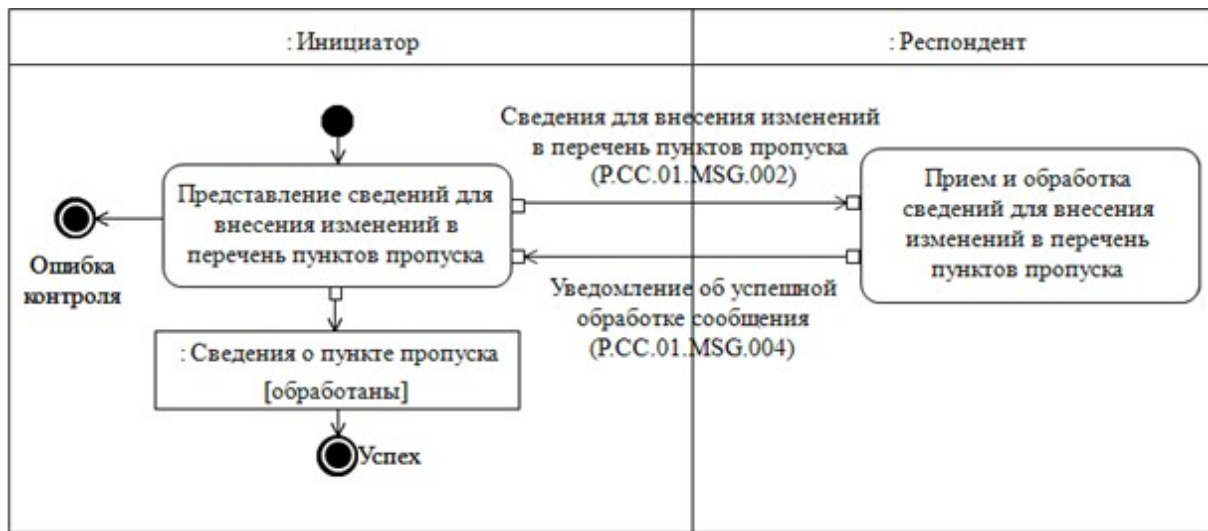 : Инициатор
: Респондент
Сведения для внесения изменений
в перечень пунктов пропуска
(P.CC.01.MSG.002)
Представление сведений для
внесения изменений в
перечень пунктов пропуска
Прием и обработка
сведений для внесения
изменений в перечень
пунктов пропуска
Ошибка
контроля
Уведомление об успешной
обработке сообщения
(P.CC.01.MSG.004)
: Сведения о пункте пропуска
[обработаны]
Успех